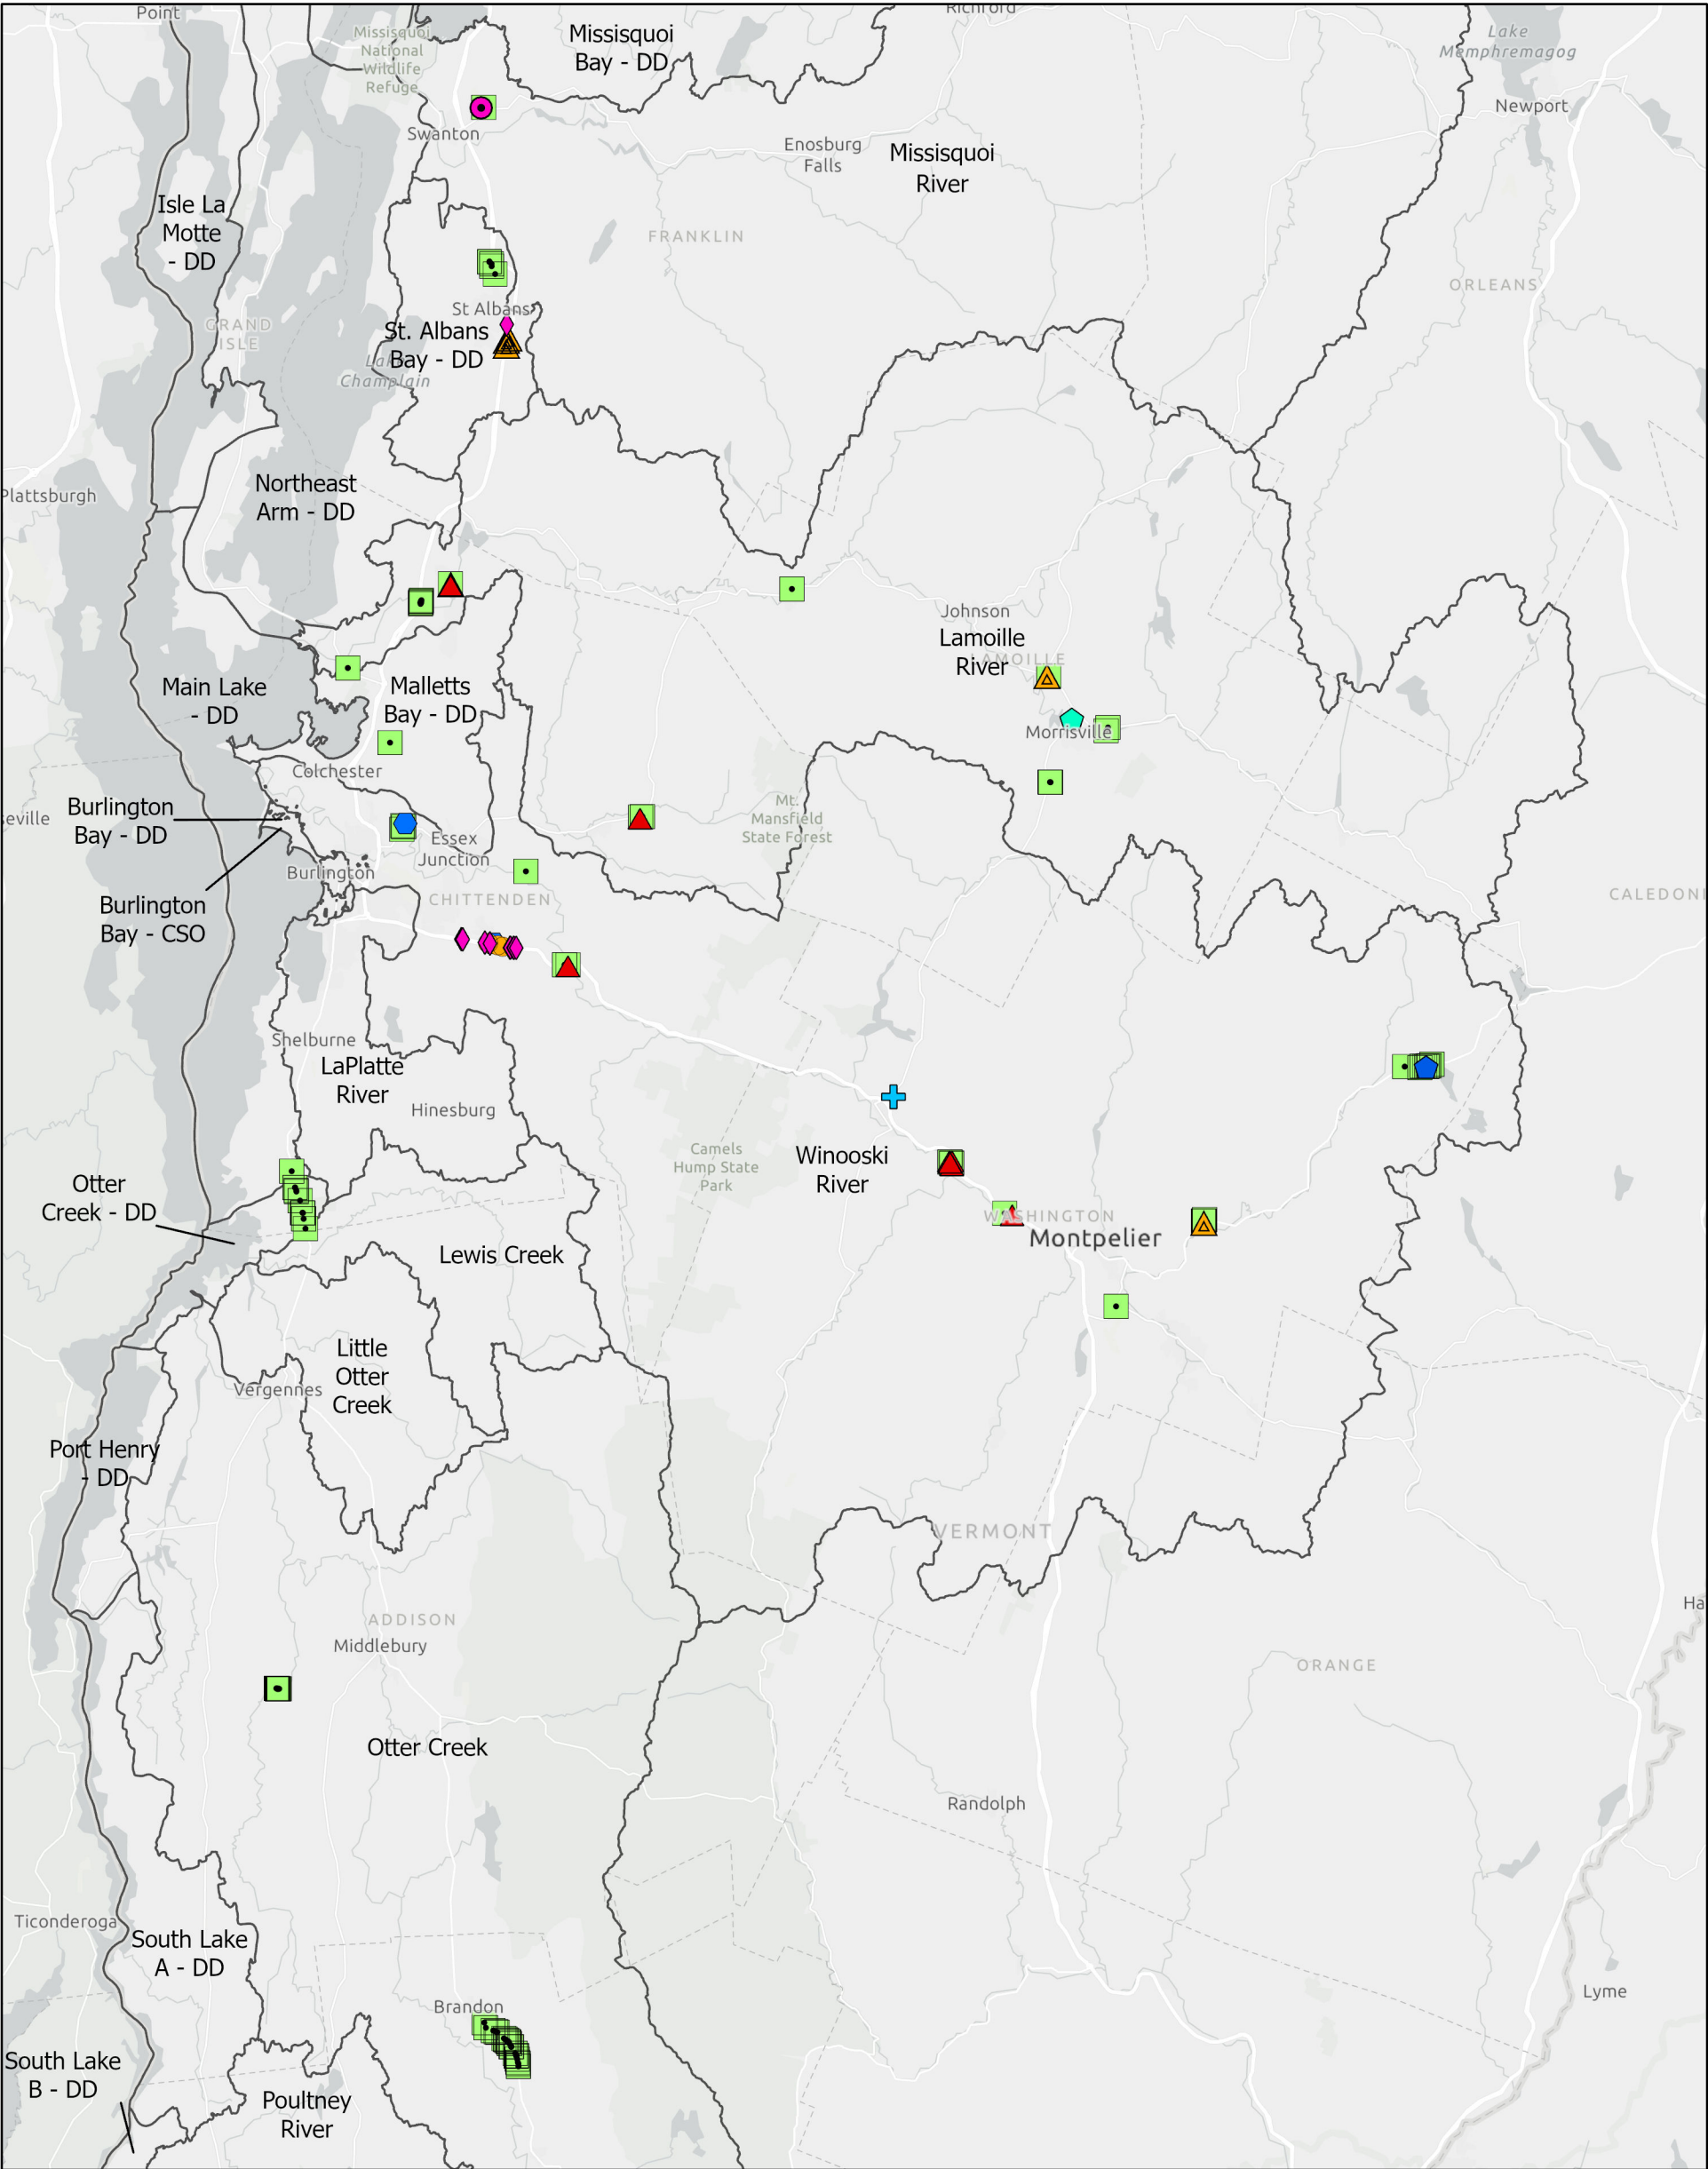 Point
Richford
Missisquoi
National
Wildlife
Refuge
Missisquoi
Bay - DD
Lake
Memphremagog
Newport
Swanton
Enosburg
Falls
Missisquoi
River
Isle La
Motte
- DD
FRANKLIN
ORLEANS
GRAND
ISLE
St Albans
St. Albans
Bay - DD
Lake
Champlain
Northeast
Arm - DD
Plattsburgh
Johnson
Lamoille
River
LAMOILLE
Main Lake
- DD
Malletts
Bay - DD
Morrisville
Colchester
Mt.
Mansfield
State Forest
Burlington
Bay - DD
seville
Essex
Junction
Burlington
CHITTENDEN
CALEDONI
Burlington
Bay - CSO
Shelburne
LaPlatte
River
Hinesburg
Camels
Hump State
Park
Winooski
River
Otter
Creek - DD
WASHINGTON
Montpelier
Lewis Creek
Little
Otter
Creek
Vergennes
Port Henry
- DD
VERMONT
Ha
ADDISON
Middlebury
ORANGE
Otter Creek
Randolph
Ticonderoga
South Lake
A - DD
Lyme
Brandon
South Lake
B - DD
Poultney
River